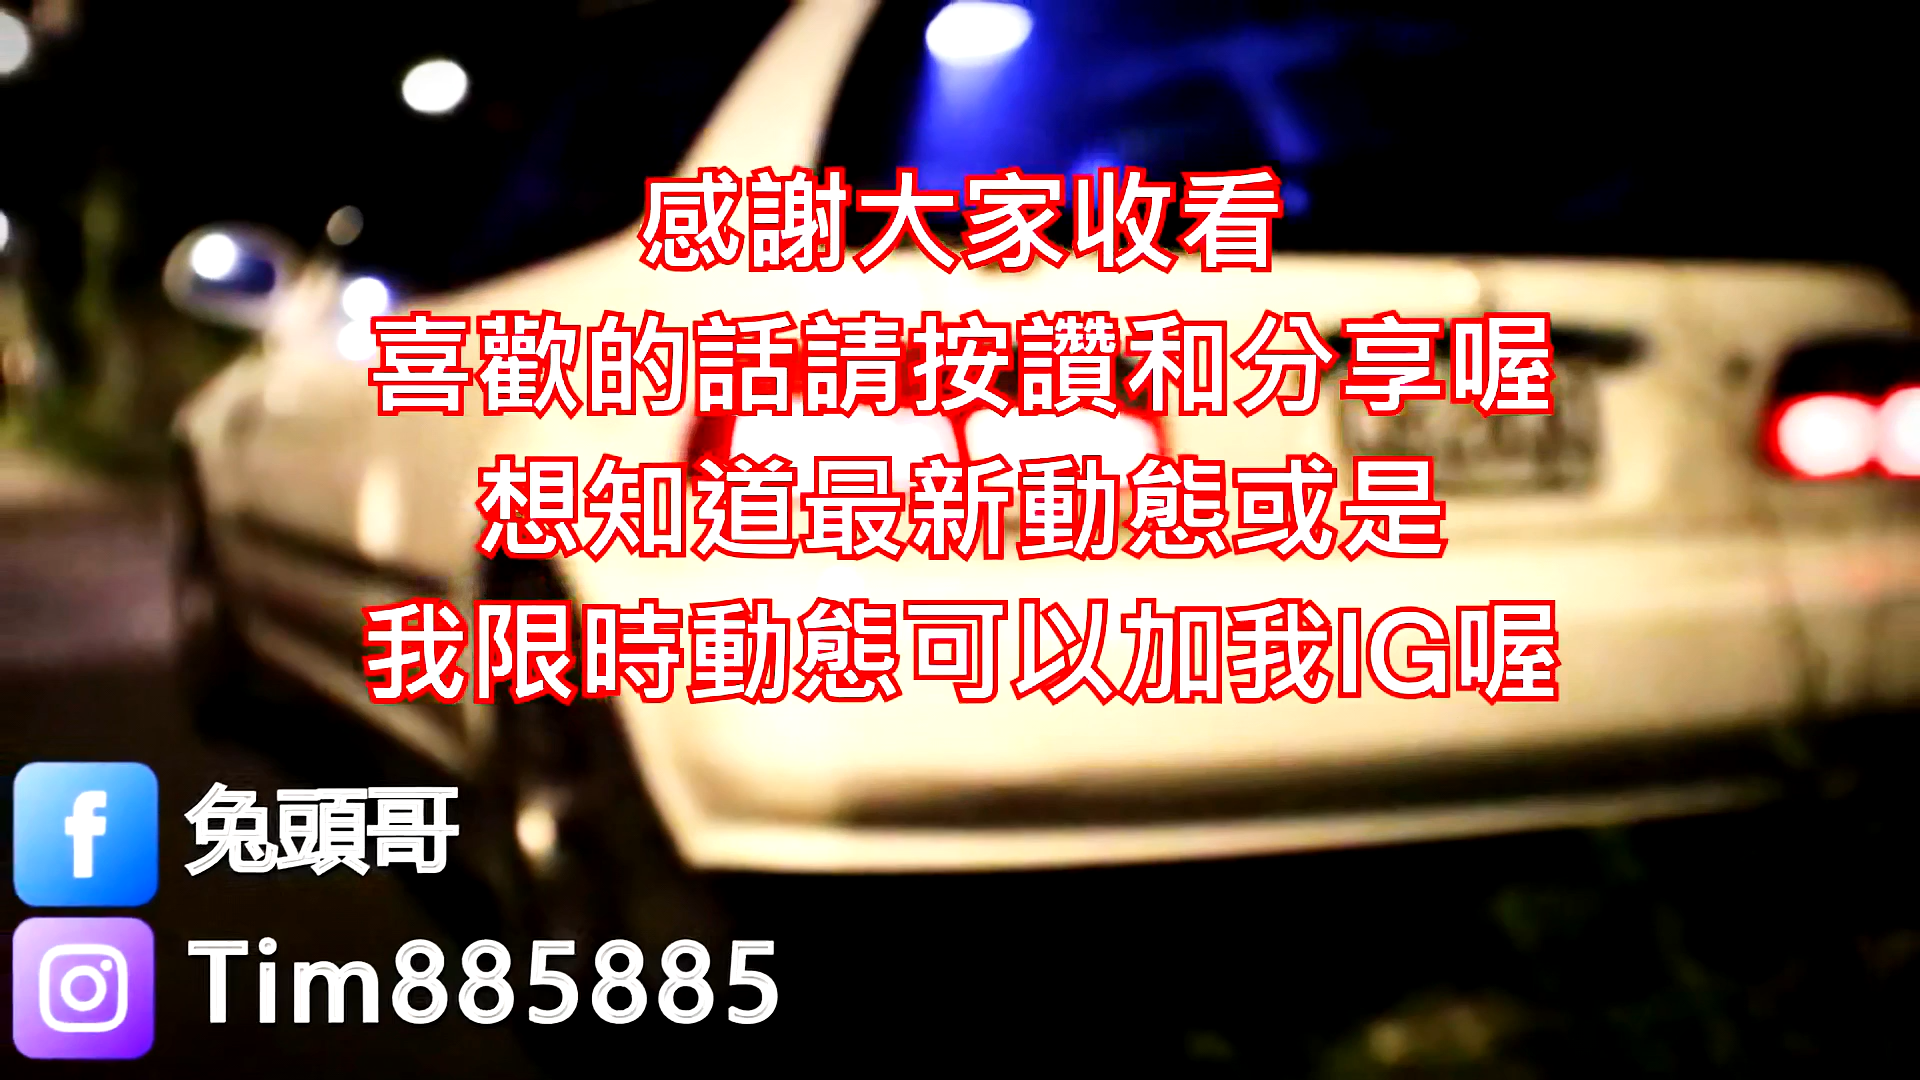 感謝大家收看
喜歡的話請按讚和分享喔
想知道最新動態或是
我限時動態可以加我IG喔
兔頭哥
Tim885885